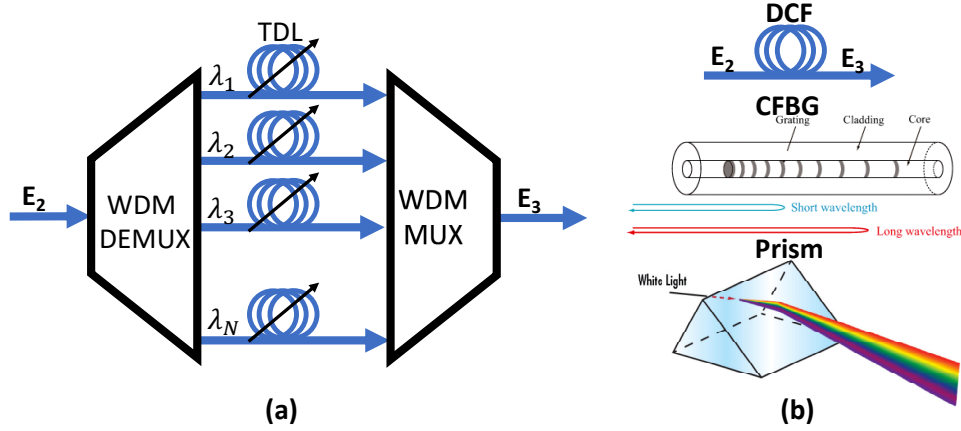 TDL
λ₁
λ₂
λ₃
λ_N
E₂
WDM
DEMUX
WDM
MUX
E₃
(a)
DCF
E₂
E₃
CFBG
Grating
Cladding
Core
Short wavelength
Long wavelength
Prism
White Light
(b)